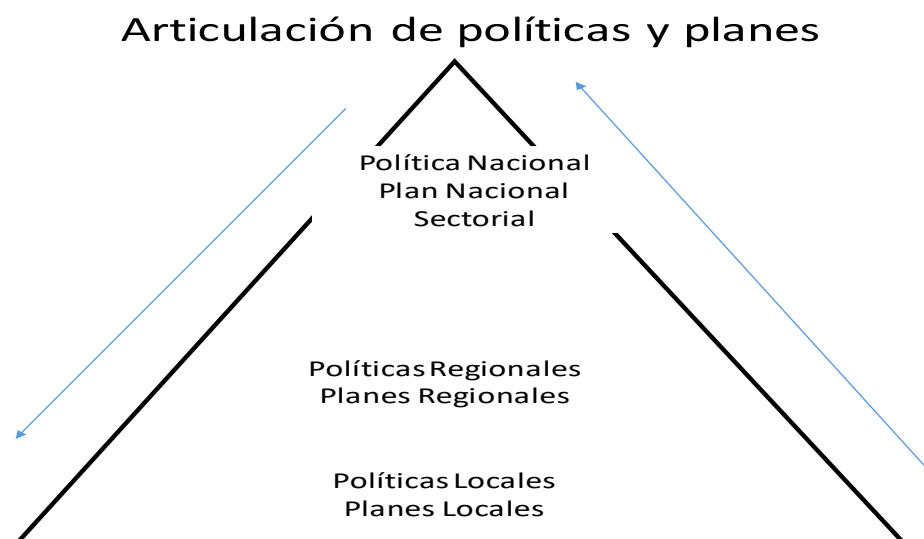 Articulación de políticas y planes
Política Nacional
Plan Nacional
Sectorial
Políticas Regionales
Planes Regionales
Políticas Locales
Planes Locales